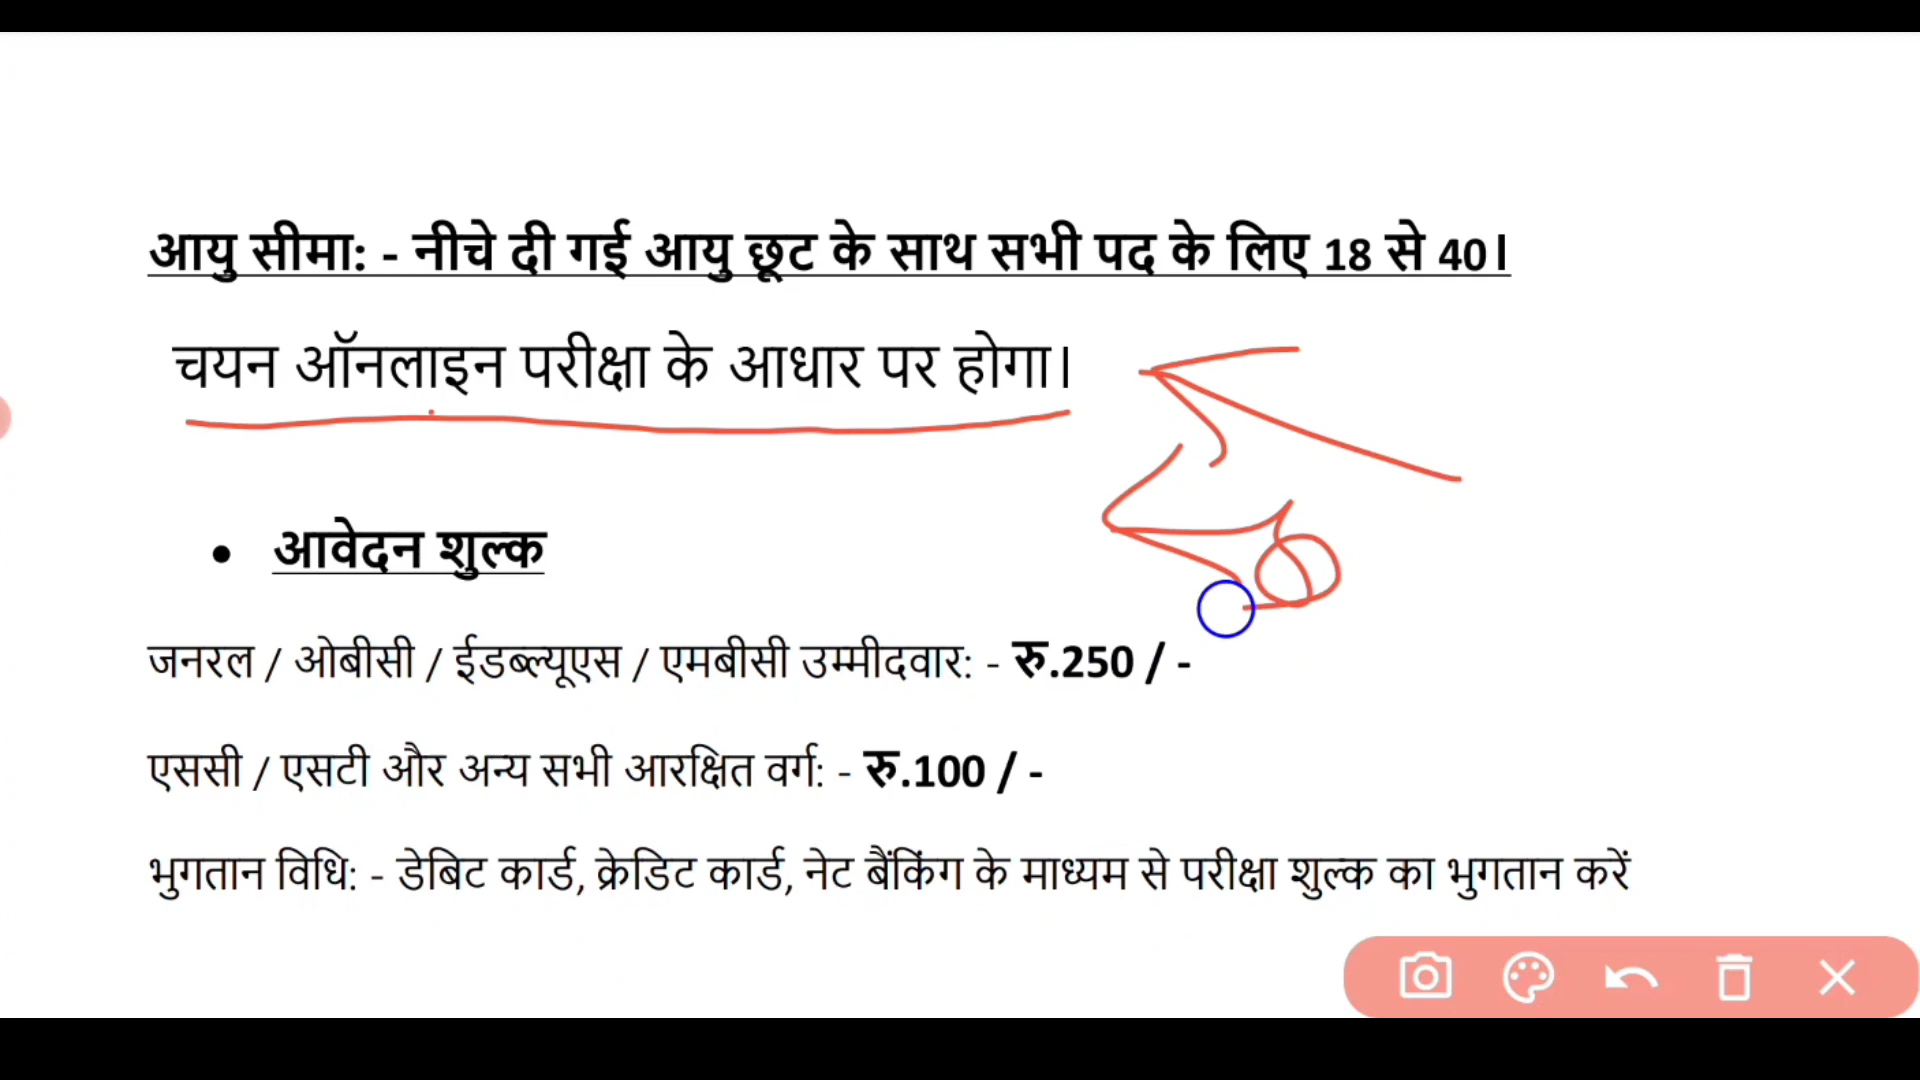 आयु सीमा: - नीचे दी गई आयु छूट के साथ सभी पद के लिए 18 से 40।
चयन ऑनलाइन परीक्षा के आधार पर होगा।
• आवेदन शुल्क
जनरल / ओबीसी / ईडब्ल्यूएस / एमबीसी उम्मीदवार: - रु.250 / -
एससी / एसटी और अन्य सभी आरक्षित वर्ग: - रु.100 / -
भुगतान विधि: - डेबिट कार्ड, क्रेडिट कार्ड, नेट बैंकिंग के माध्यम से परीक्षा शुल्क का भुगतान करें